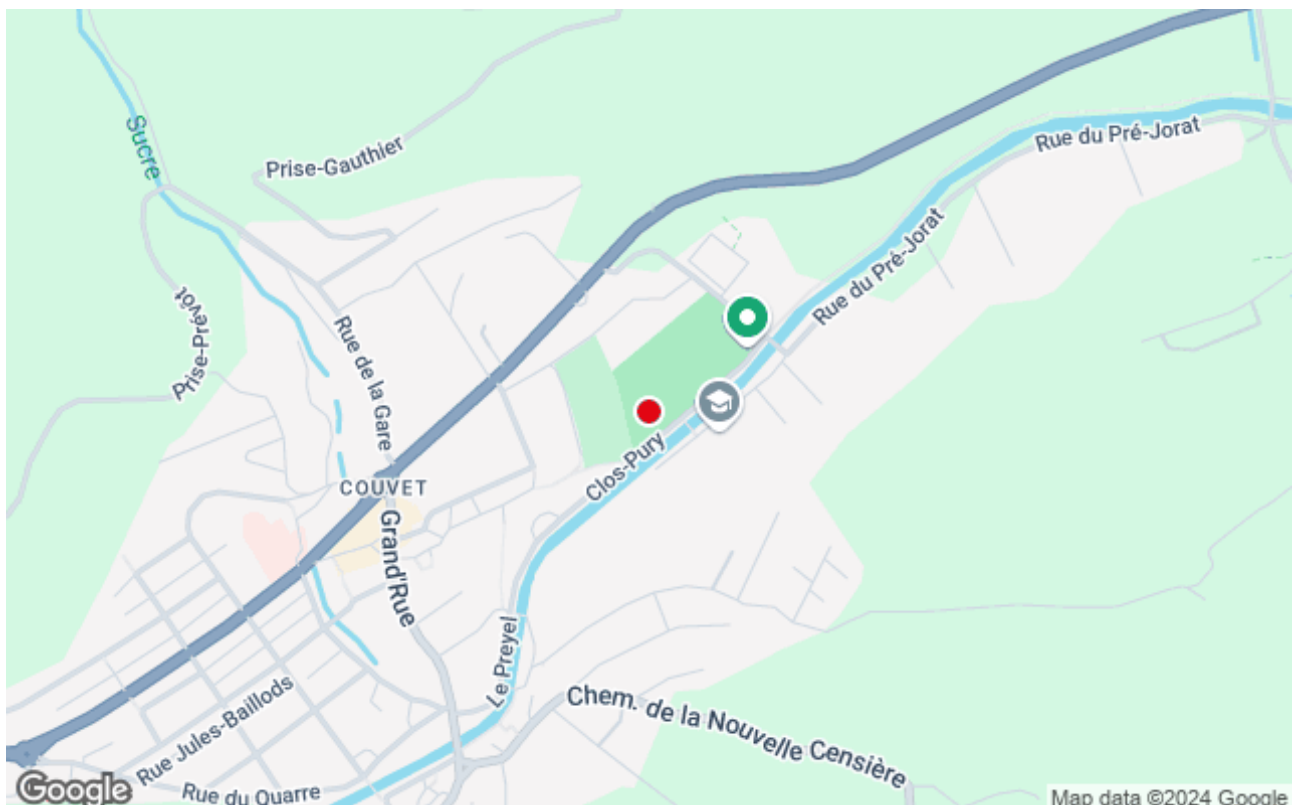 Sucre
Prise-Gauthier
Rue du Pré-Jorat
Rue du Pré-Jorat
Prise-Prévôt
Rue de la Gare
Clos-Pury
COUVET
Grand'Rue
Le Preyel
Rue Jules-Baillods
Chem. de la Nouvelle Censière
Rue du Quarre
Google
Map data ©2024 Google